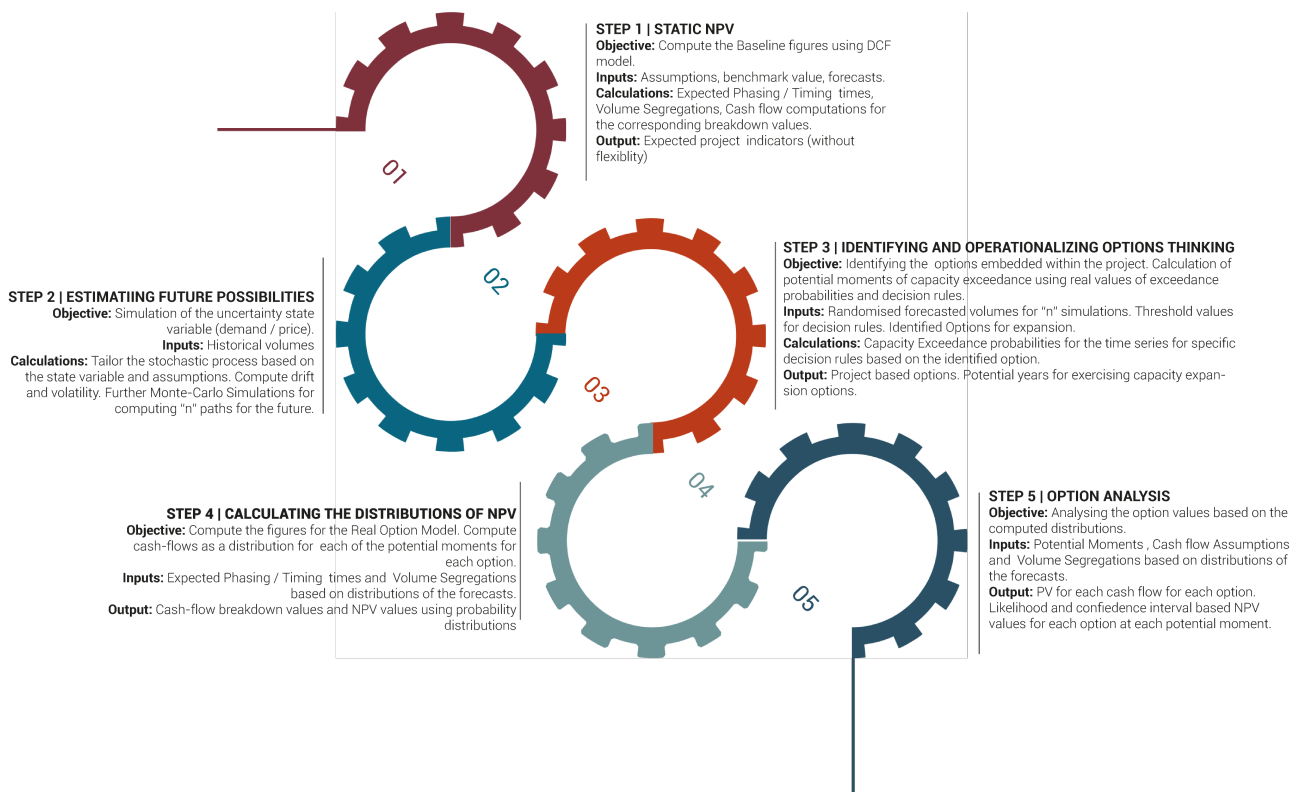 STEP 1 | STATIC NPV
Objective: Compute the Baseline figures using DCF
model.
Inputs: Assumptions, benchmark value, forecasts.
Calculations: Expected Phasing / Timing times,
Volume Segregations, Cash flow computations for
the corresponding breakdown values.
Output: Expected project indicators (without
flexiblity)
01
STEP 2 | ESTIMATIING FUTURE POSSIBILITIES
Objective: Simulation of the uncertainty state
variable (demand / price).
Inputs: Historical volumes
Calculations: Tailor the stochastic process based on
the state variable and assumptions. Compute drift
and volatility. Further Monte-Carlo Simulations for
computing “n” paths for the future.
02
STEP 3 | IDENTIFYING AND OPERATIONALIZING OPTIONS THINKING
Objective: Identifying the options embedded within the project. Calculation of
potential moments of capacity exceedance using real values of exceedance
probabilities and decision rules.
Inputs: Randomised forecasted volumes for “n” simulations. Threshold values
for decision rules. Identified Options for expansion.
Calculations: Capacity Exceedance probabilities for the time series for specific
decision rules based on the identified option.
Output: Project based options. Potential years for exercising capacity expan-
sion options.
03
STEP 4 | CALCULATING THE DISTRIBUTIONS OF NPV
Objective: Compute the figures for the Real Option Model. Compute
cash-flows as a distribution for each of the potential moments for
each option.
Inputs: Expected Phasing / Timing times and Volume Segregations
based on distributions of the forecasts.
Output: Cash-flow breakdown values and NPV values using probability
distributions
04
STEP 5 | OPTION ANALYSIS
Objective: Analysing the option values based on the
computed distributions.
Inputs: Potential Moments , Cash flow Assumptions
and Volume Segregations based on distributions of
the forecasts.
Output: PV for each cash flow for each option.
Likelihood and confiedence interval based NPV
values for each option at each potential moment.
05